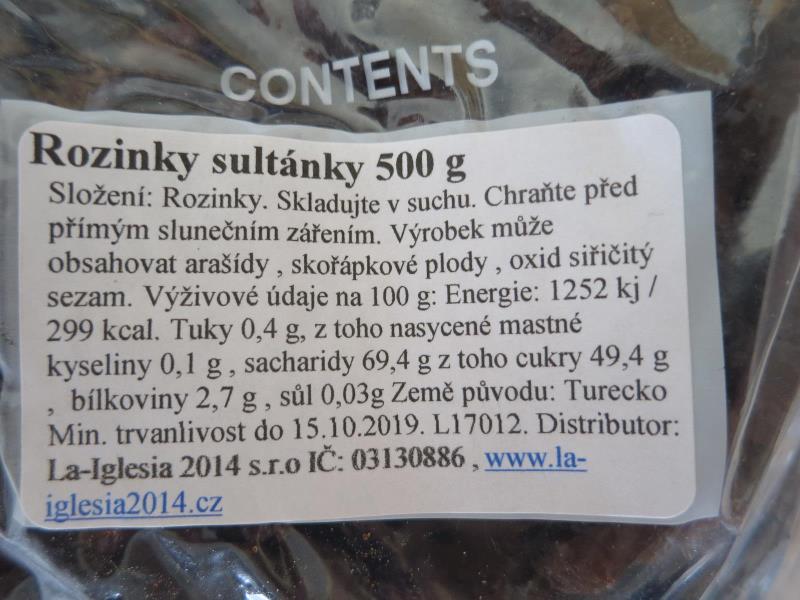 CONTENTS
Rozinky sultánky 500 g
Složení: Rozinky. Skladujte v suchu. Chraňte před
přímým slunečním zářením. Výrobek může
obsahovat arašídy , skořápkové plody , oxid siřičitý
sezam. Výživové údaje na 100 g: Energie: 1252 kj /
299 kcal. Tuky 0,4 g, z toho nasycené mastné
kyseliny 0,1 g , sacharidy 69,4 g z toho cukry 49,4 g
, bílkoviny 2,7 g , sůl 0,03g Země původu: Turecko
Min. trvanlivost do 15.10.2019. L17012. Distributor:
La-Iglesia 2014 s.r.o IČ: 03130886 , www.la-
iglesia2014.cz